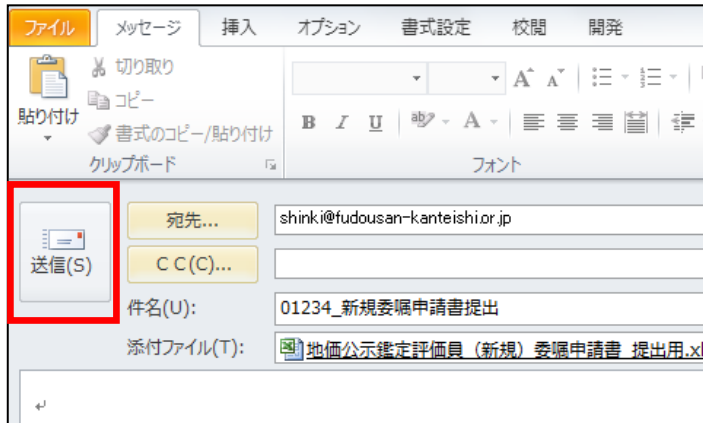 ファイル メッセージ 挿入 オプション 書式設定 校閲 開発
切り取り
コピー
貼り付け
書式のコピー/貼り付け
B I U ab A
クリップボード フォント
宛先... shinki@fudousan-kanteishi.or.jp
送信(S) C C(C)...
件名(U): 01234_新規委嘱申請書提出
添付ファイル(T): 地価公示鑑定評価員（新規）委嘱申請書_提出用.xl